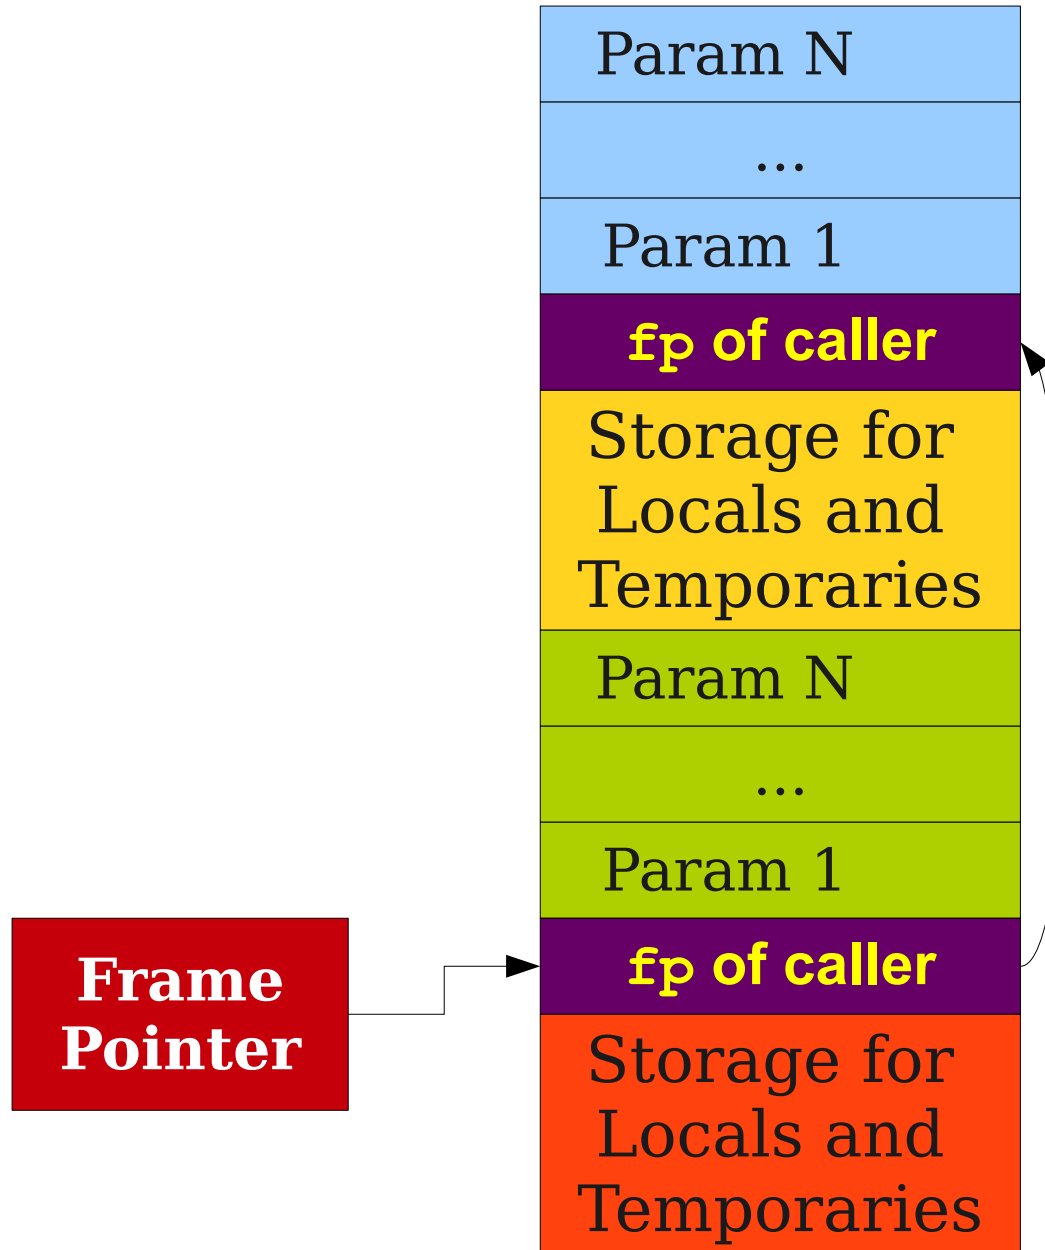 Param N
...
Param 1
fp of caller
Storage for
Locals and
Temporaries
Param N
...
Param 1
fp of caller
Frame
Pointer
Storage for
Locals and
Temporaries